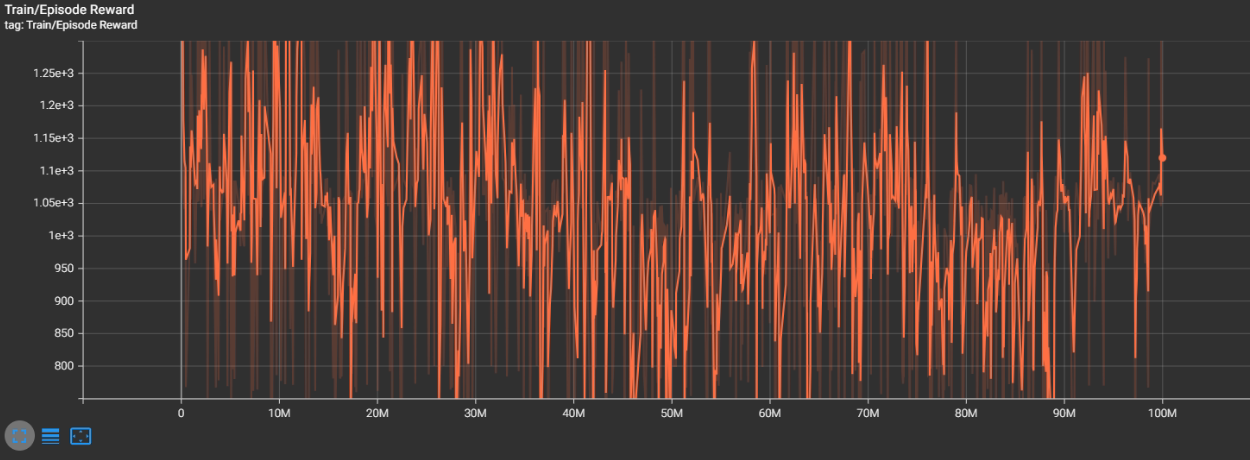 Train/Episode Reward
tag: Train/Episode Reward
1.25e+3
1.2e+3
1.15e+3
1.1e+3
1.05e+3
1e+3
950
900
850
800
0 10M 20M 30M 40M 50M 60M 70M 80M 90M 100M